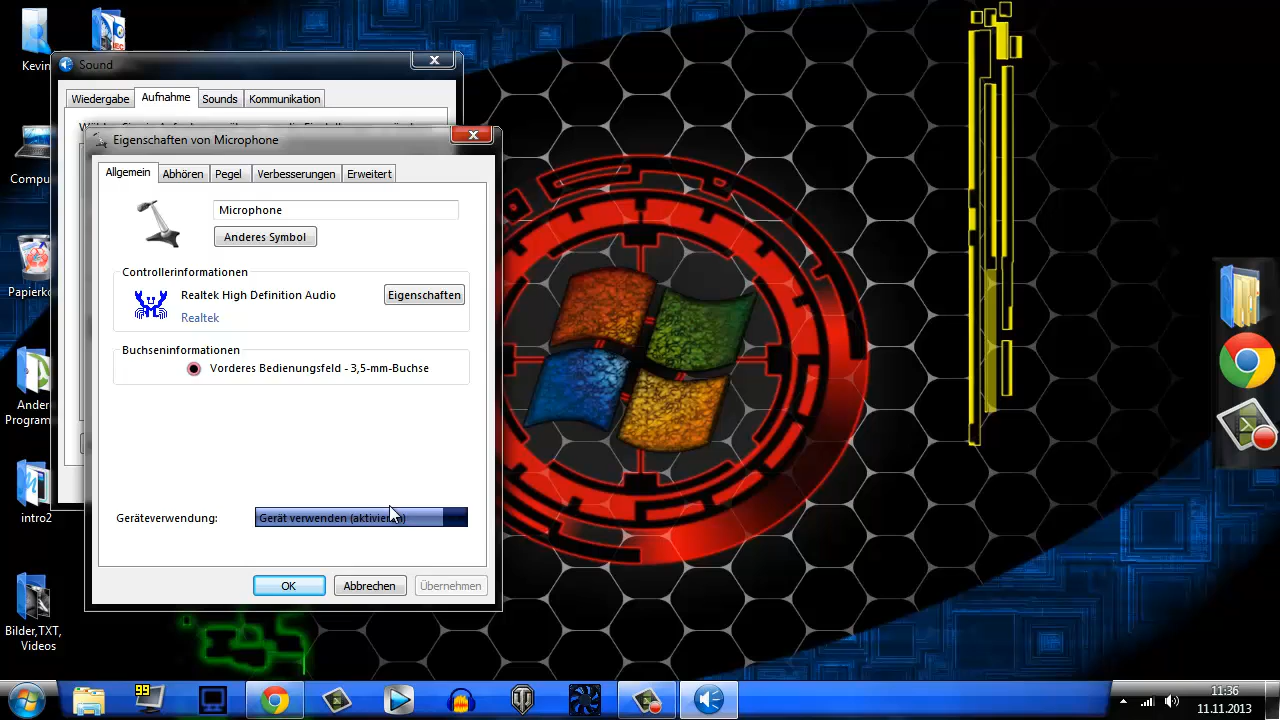 Kevin
Sound
Wiedergabe
Aufnahme
Sounds
Kommunikation
Eigenschaften von Microphone
Allgemein
Abhören
Pegel
Verbesserungen
Erweitert
Microphone
Anderes Symbol
Controllerinformationen
Realtek High Definition Audio
Eigenschaften
Realtek
Buchseninformationen
Vorderes Bedienungsfeld - 3,5-mm-Buchse
Geräteverwendung:
Gerät verwenden (aktivieren)
OK
Abbrechen
Übernehmen
Compu
Papierko
Ander
Program
intro2
Bilder,TXT,
Videos
99
11:36
11.11.2013